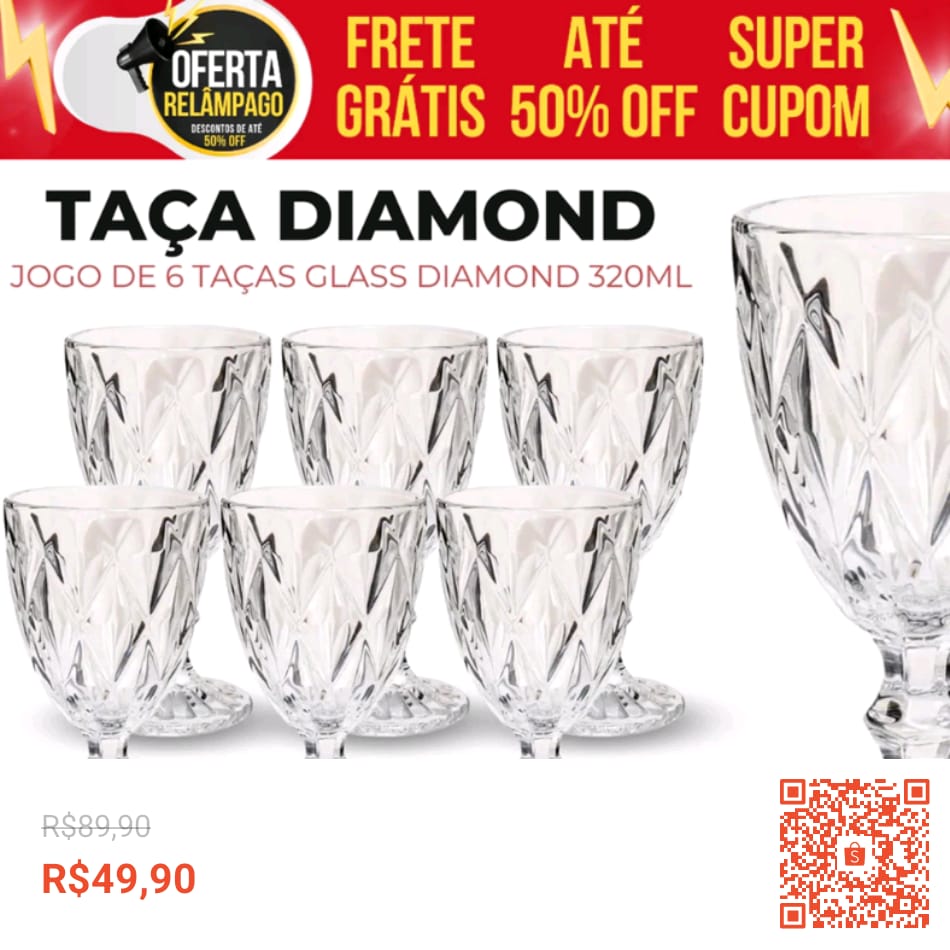 OFERTA
RELÂMPAGO
DESCONTOS DE ATÉ
50% OFF
FRETE
GRÁTIS
ATÉ
50% OFF
SUPER
CUPOM
TAÇA DIAMOND
JOGO DE 6 TAÇAS GLASS DIAMOND 320ML
R$89,90
R$49,90